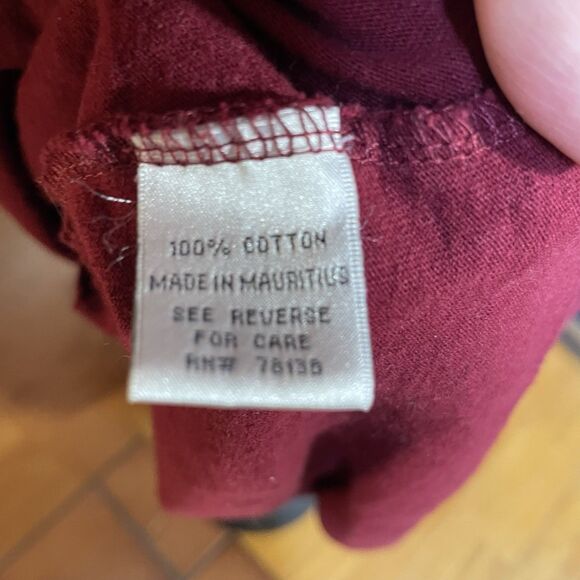 100% COTTON
MADE IN MAURITIUS
SEE REVERSE
FOR CARE
RN# 78136